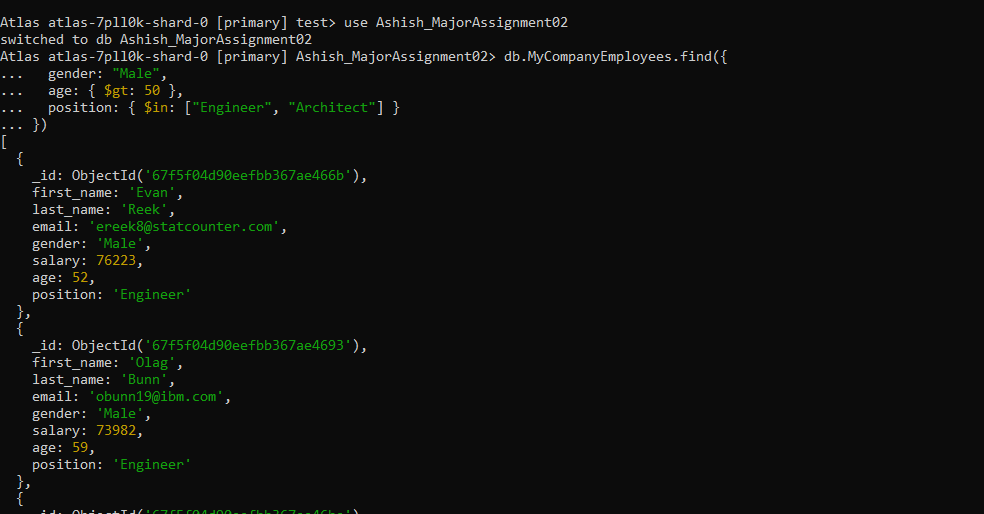 Atlas atlas-7pll0k-shard-0 [primary] test> use Ashish_MajorAssignment02
switched to db Ashish_MajorAssignment02
Atlas atlas-7pll0k-shard-0 [primary] Ashish_MajorAssignment02> db.MyCompanyEmployees.find({
...   gender: "Male",
...   age: { $gt: 50 },
...   position: { $in: ["Engineer", "Architect"] }
... })
[
  {
    _id: ObjectId('67f5f04d90eefbb367ae466b'),
    first_name: 'Evan',
    last_name: 'Reek',
    email: 'ereek8@statcounter.com',
    gender: 'Male',
    salary: 76223,
    age: 52,
    position: 'Engineer'
  },
  {
    _id: ObjectId('67f5f04d90eefbb367ae4693'),
    first_name: 'Olag',
    last_name: 'Bunn',
    email: 'obunn19@ibm.com',
    gender: 'Male',
    salary: 73982,
    age: 59,
    position: 'Engineer'
  },
  {